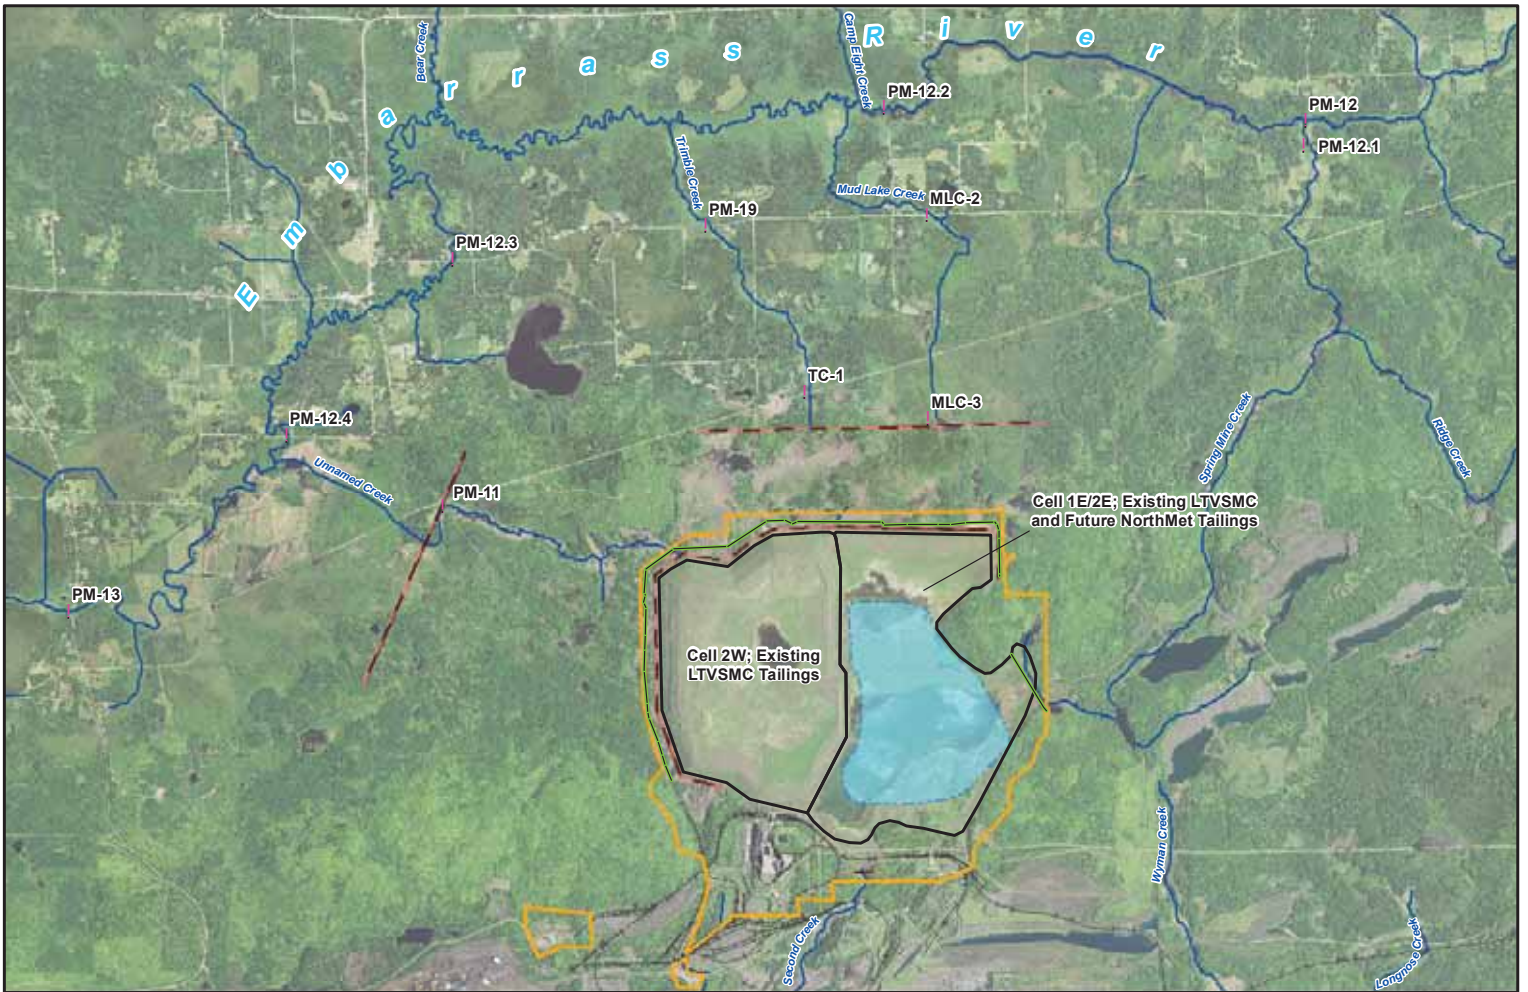 Bear Creek
Embarrass River
Camp Eight Creek
PM-12.2
PM-12
PM-12.1
Trimble Creek
Mud Lake Creek
MLC-2
PM-19
PM-12.3
TC-1
MLC-3
PM-12.4
Unnamed Creek
PM-11
Spring Mine Creek
Ridge Creek
Cell 1E/2E; Existing LTVSMC
and Future NorthMet Tailings
PM-13
Cell 2W; Existing
LTVSMC Tailings
Wyman Creek
Second Creek
Longnose Creek